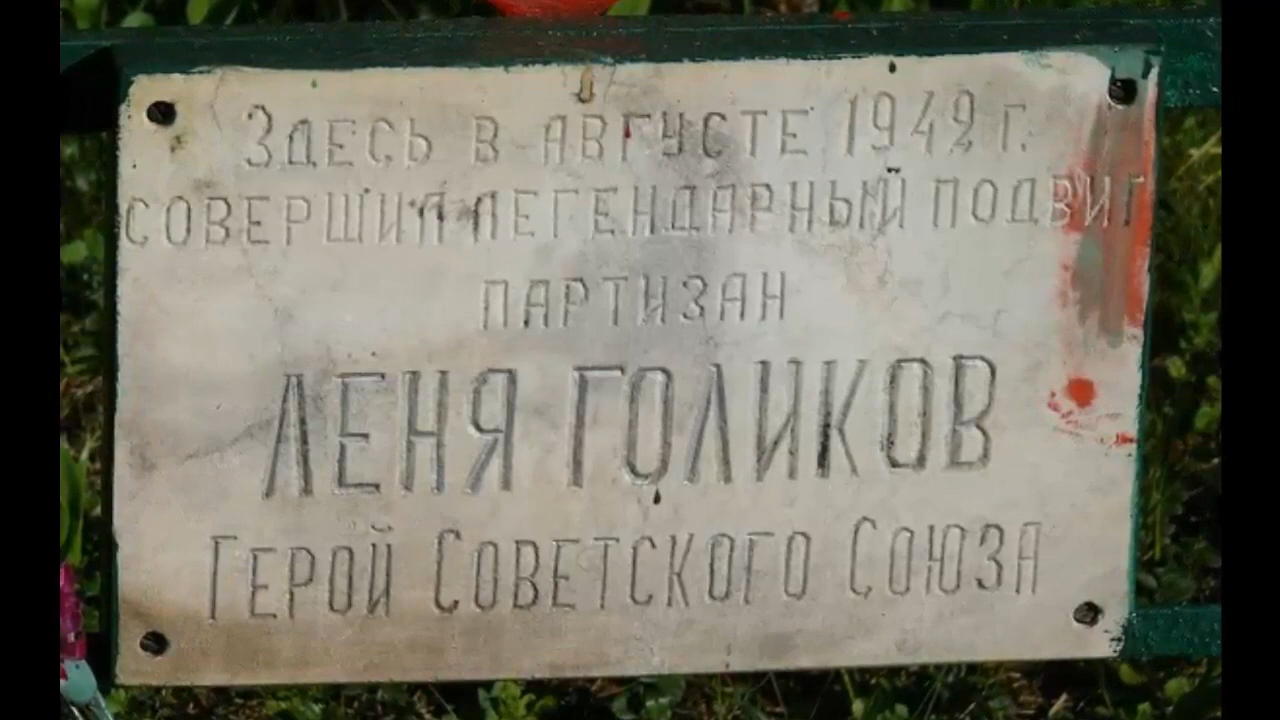 Здесь в августе 1942 г.
совершил легендарный подвиг
партизан
ЛЕНЯ ГОЛИКОВ
Герой Советского Союза